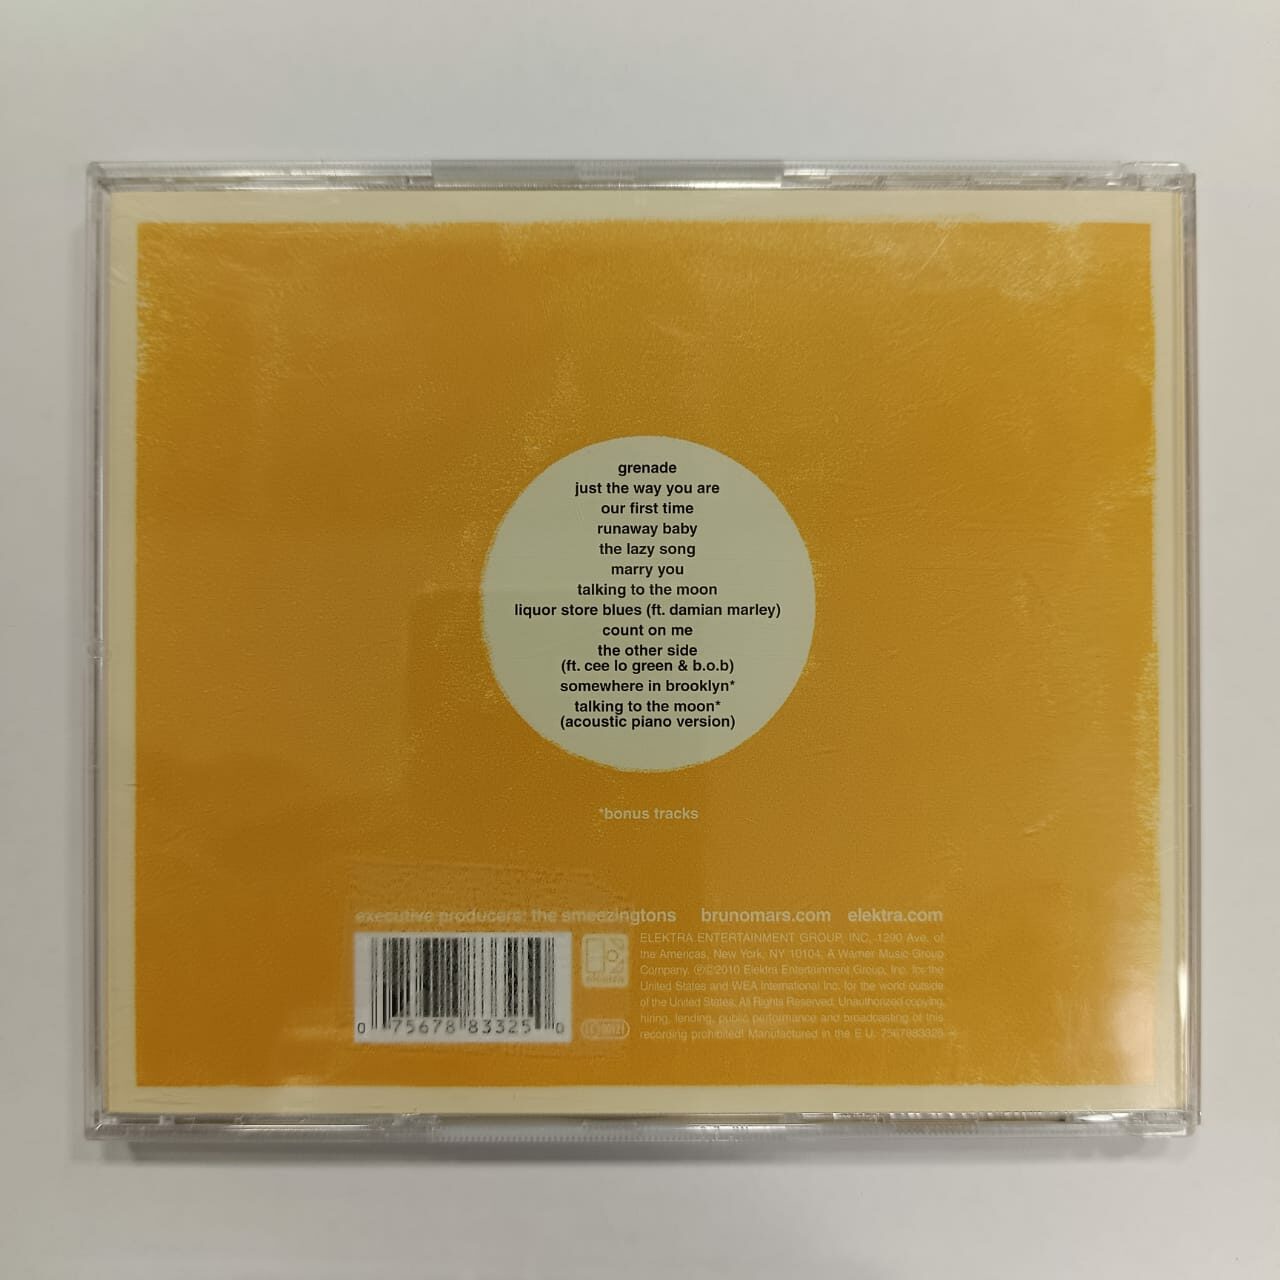 grenade
just the way you are
our first time
runaway baby
the lazy song
marry you
talking to the moon
liquor store blues (ft. damian marley)
count on me
the other side
(ft. cee lo green & b.o.b)
somewhere in brooklyn*
talking to the moon*
(acoustic piano version)
*bonus tracks
executive producers: the smeezingtons brunomars.com elektra.com
ELEKTRA ENTERTAINMENT GROUP, INC, 1290 Ave. of
the Americas, New York, NY 10104. A Warner Music Group
Company. ℗©2010 Elektra Entertainment Group, Inc. for the
United States and WEA International Inc. for the world outside
of the United States. All Rights Reserved. Unauthorized copying,
hiring, lending, public performance and broadcasting of this
recording prohibited! Manufactured in the E.U.
0 75678 83325 0